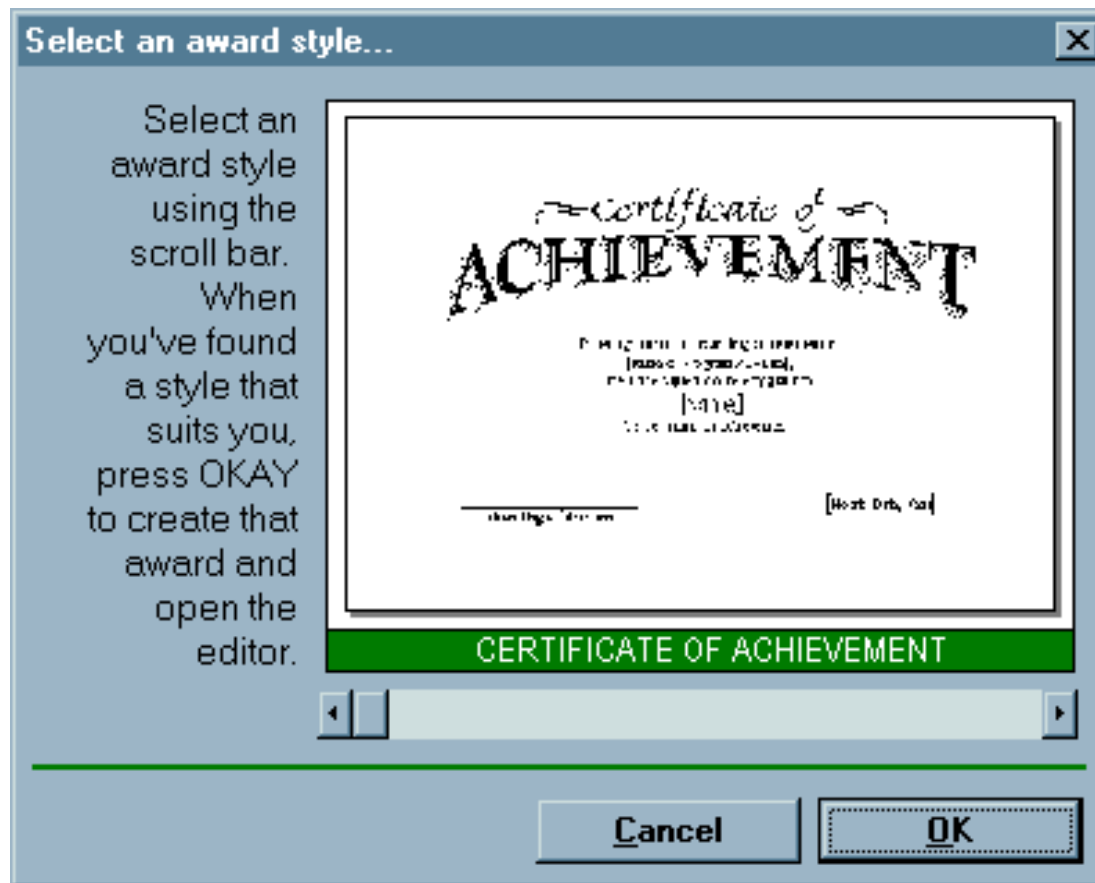 Select an award style...
Select an
award style
using the
scroll bar.
When
you've found
a style that
suits you,
press OKAY
to create that
award and
open the
editor.
Certificate of
ACHIEVEMENT
CERTIFICATE OF ACHIEVEMENT
Cancel
OK